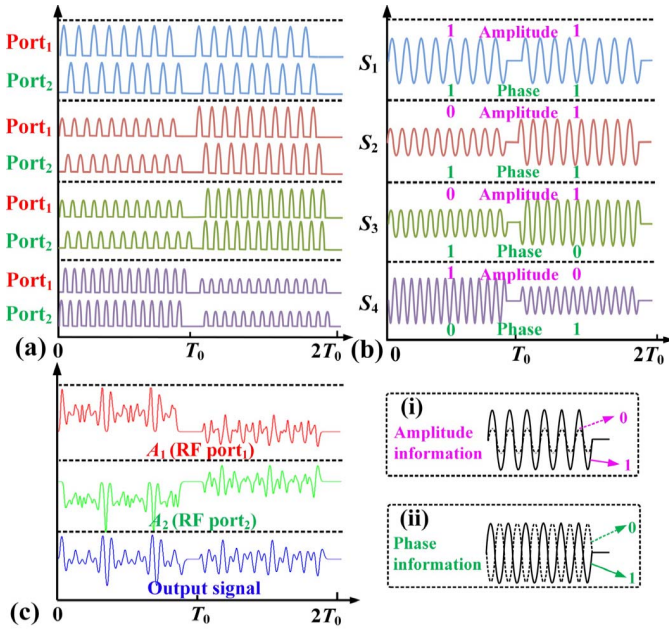 Port1
Port2
Port1
Port2
Port1
Port2
Port1
Port2
(a)
0
T0
2T0
1 Amplitude 1
S1
1 Phase 1
0 Amplitude 1
S2
1 Phase 1
0 Amplitude 1
S3
1 Phase 0
1 Amplitude 0
S4
0 Phase 1
(b)
0
T0
2T0
A1 (RF port1)
A2 (RF port2)
Output signal
(c)
0
T0
2T0
(i)
Amplitude
information
0
1
(ii)
Phase
information
0
1